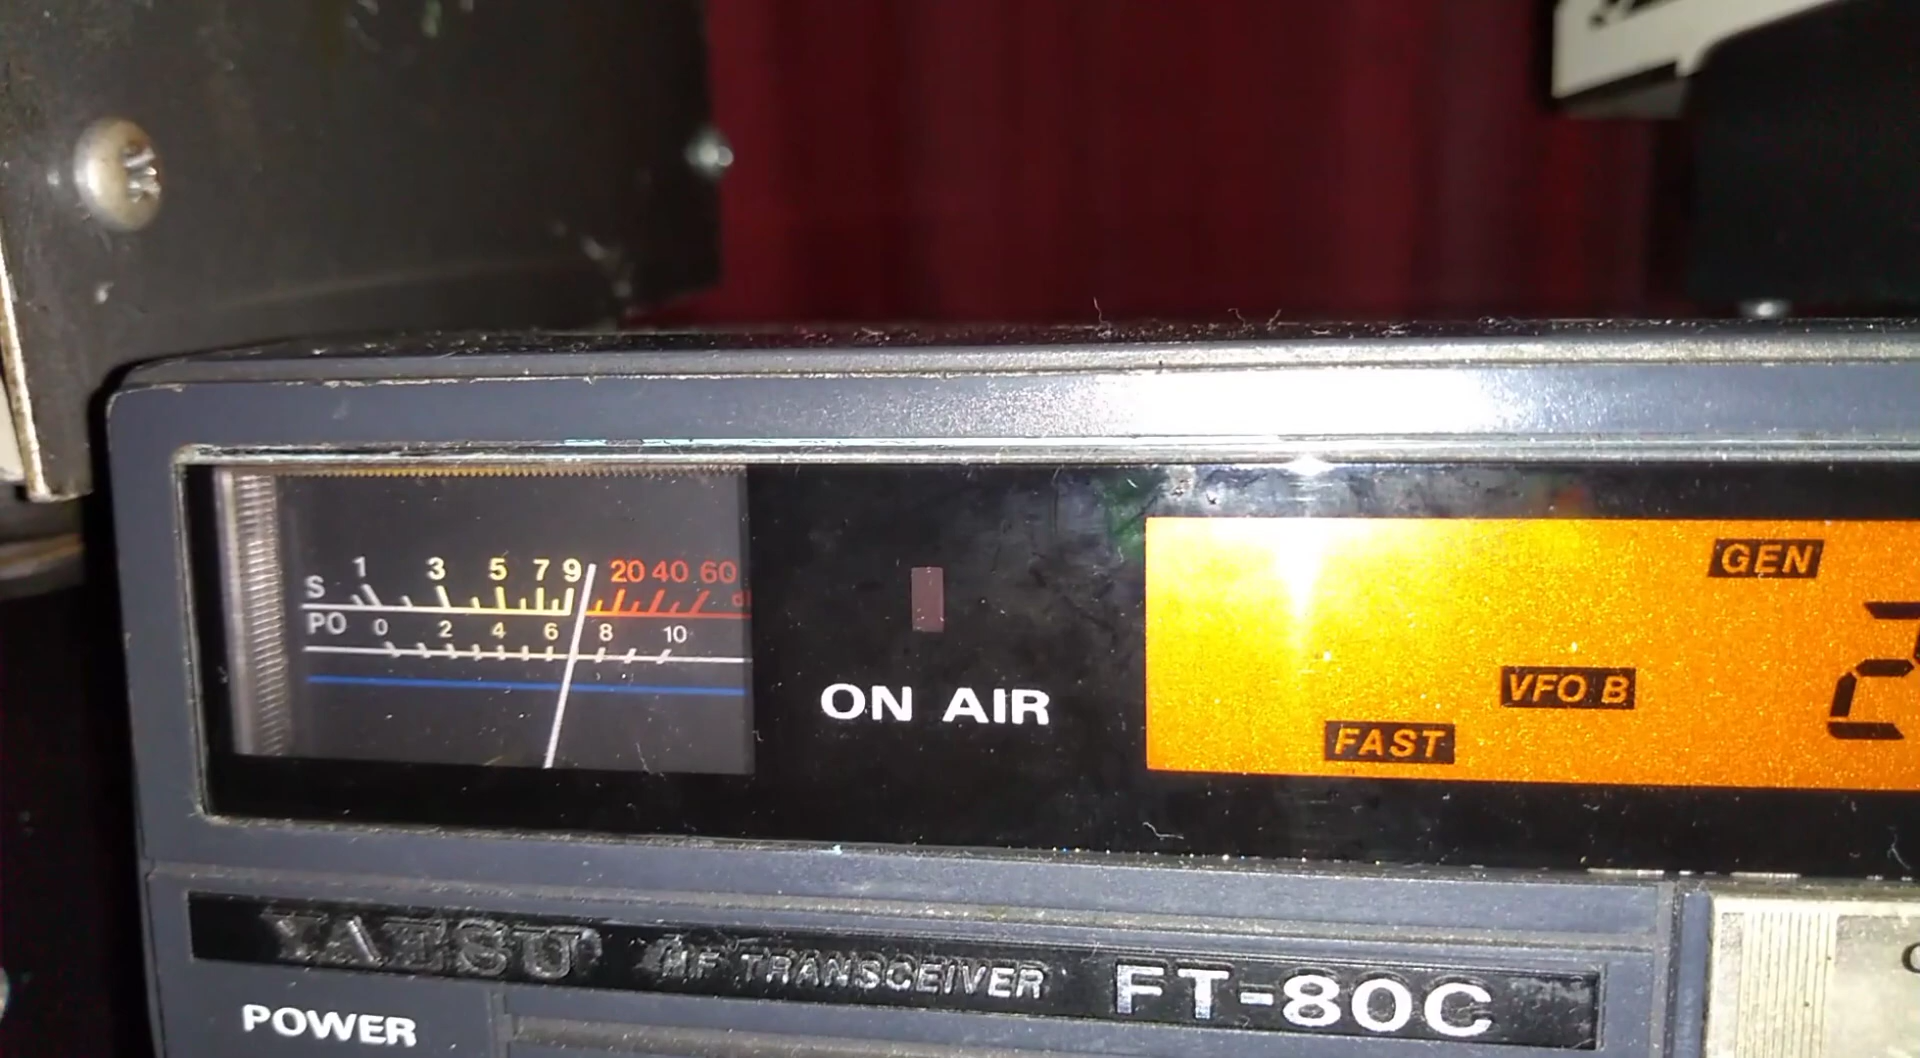 S 1 3 5 7 9 20 40 60
PO 0 2 4 6 8 10
ON AIR
GEN
VFO B
FAST
2
YAESU HF TRANSCEIVER FT-80C
POWER